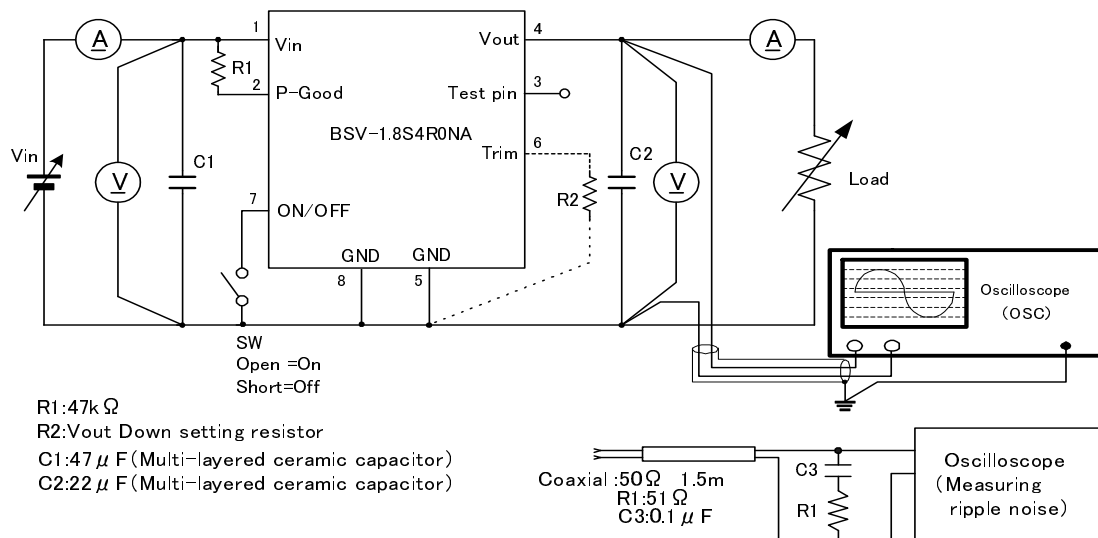 A
1
Vin
R1
2
P-Good
Vout
4
A
3
Test pin
BSV-1.8S4R0NA
6
Trim
Vin
V
C1
C2
V
R2
Load
7
ON/OFF
GND
GND
8
5
SW
Open =On
Short=Off
Oscilloscope
(OSC)
R1:47kΩ
R2:Vout Down setting resistor
C1:47μF(Multi-layered ceramic capacitor)
C2:22μF(Multi-layered ceramic capacitor)
Coaxial :50Ω 1.5m
R1:51Ω
C3:0.1μF
C3
R1
Oscilloscope
(Measuring
ripple noise)